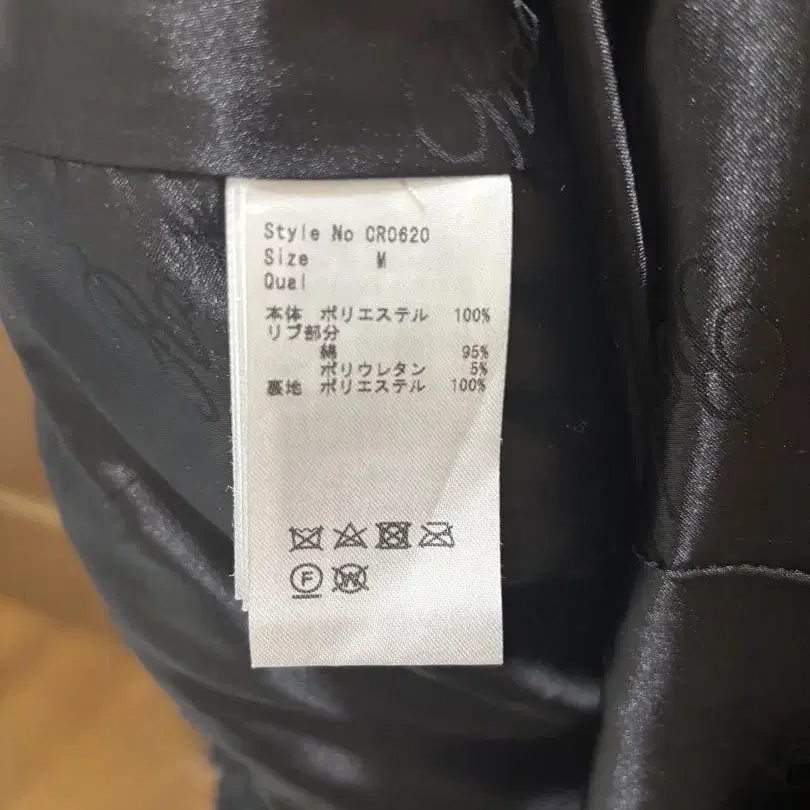 Style No CR0620
Size M
Qual
本体 ポリエステル 100%
リブ部分
綿 95%
ポリウレタン 5%
裏地 ポリエステル 100%
F
W